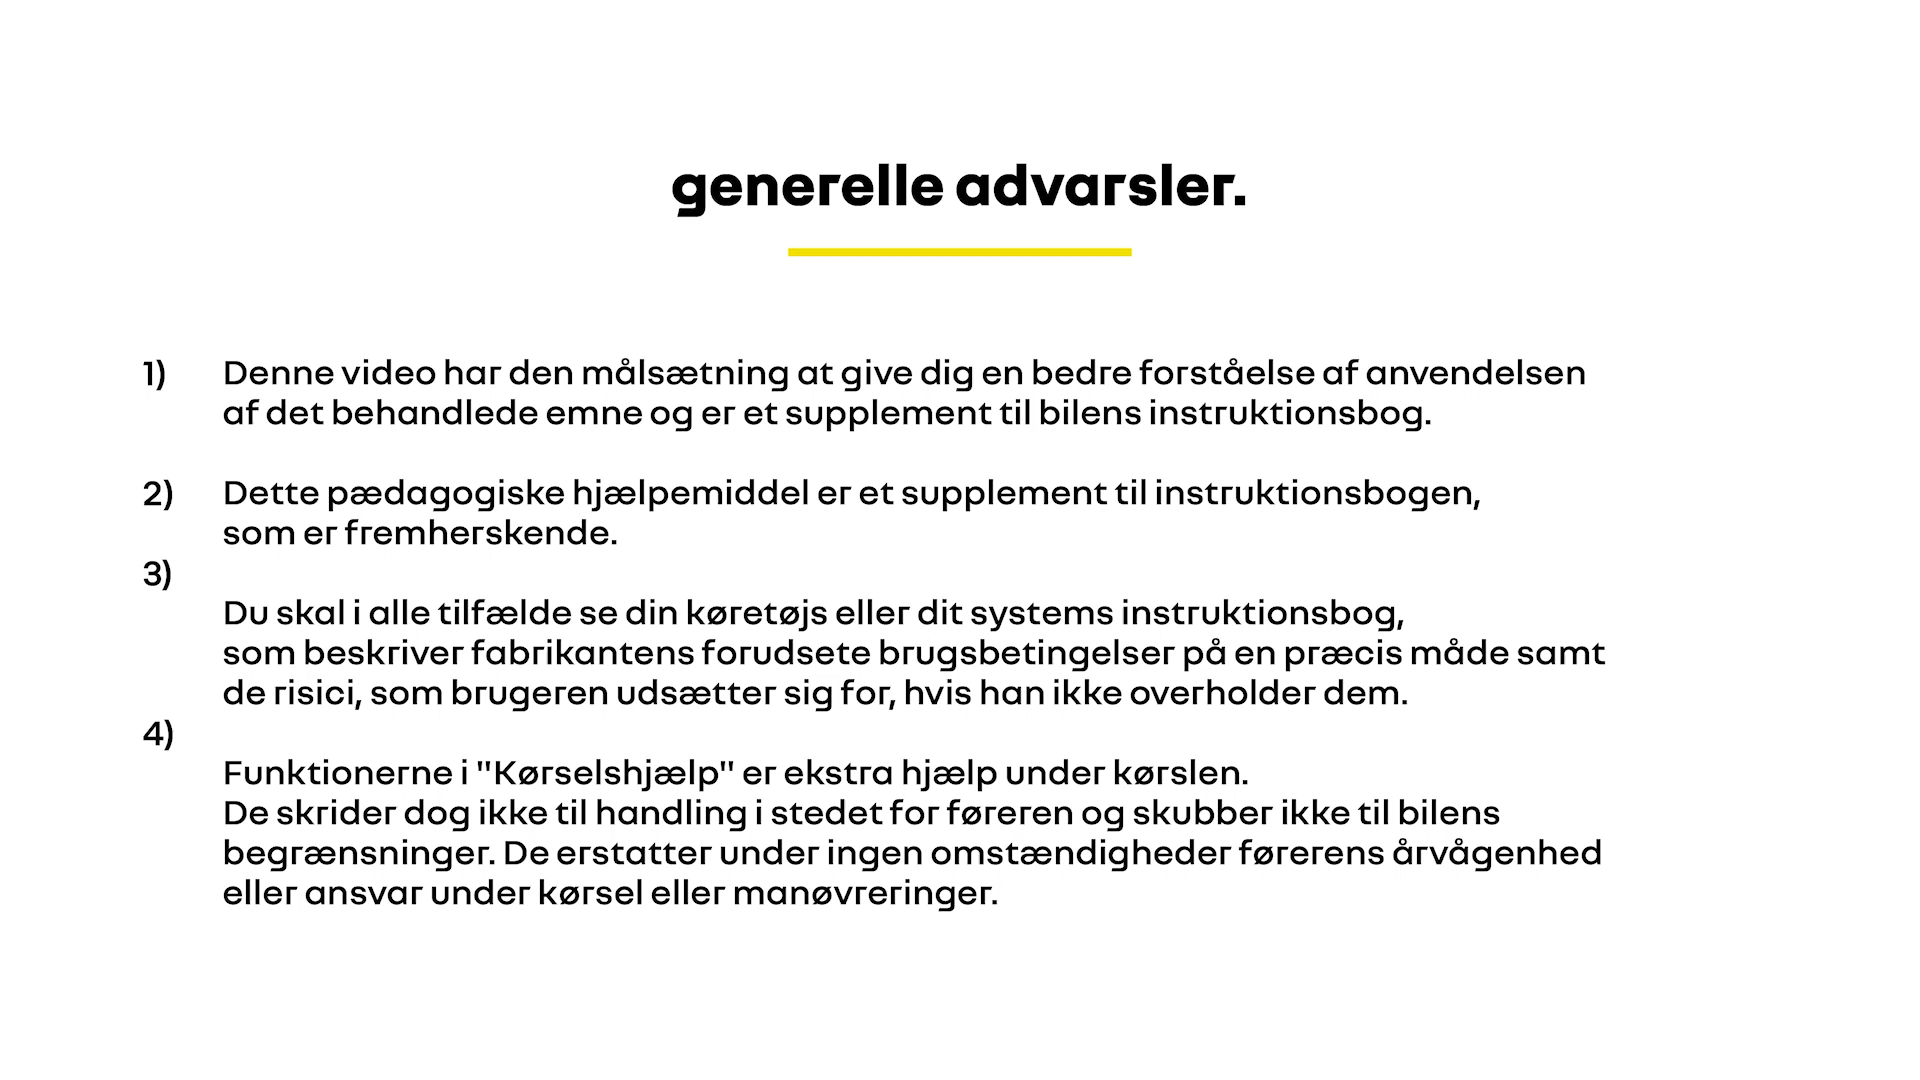 generelle advarsler.
1) Denne video har den målsætning at give dig en bedre forståelse af anvendelsen
af det behandlede emne og er et supplement til bilens instruktionsbog.
2) Dette pædagogiske hjælpemiddel er et supplement til instruktionsbogen,
som er fremherskende.
3)
Du skal i alle tilfælde se din køretøjs eller dit systems instruktionsbog,
som beskriver fabrikantens forudsete brugsbetingelser på en præcis måde samt
de risici, som brugeren udsætter sig for, hvis han ikke overholder dem.
4)
Funktionerne i "Kørselshjælp" er ekstra hjælp under kørslen.
De skrider dog ikke til handling i stedet for føreren og skubber ikke til bilens
begrænsninger. De erstatter under ingen omstændigheder førerens årvågenhed
eller ansvar under kørsel eller manøvreringer.